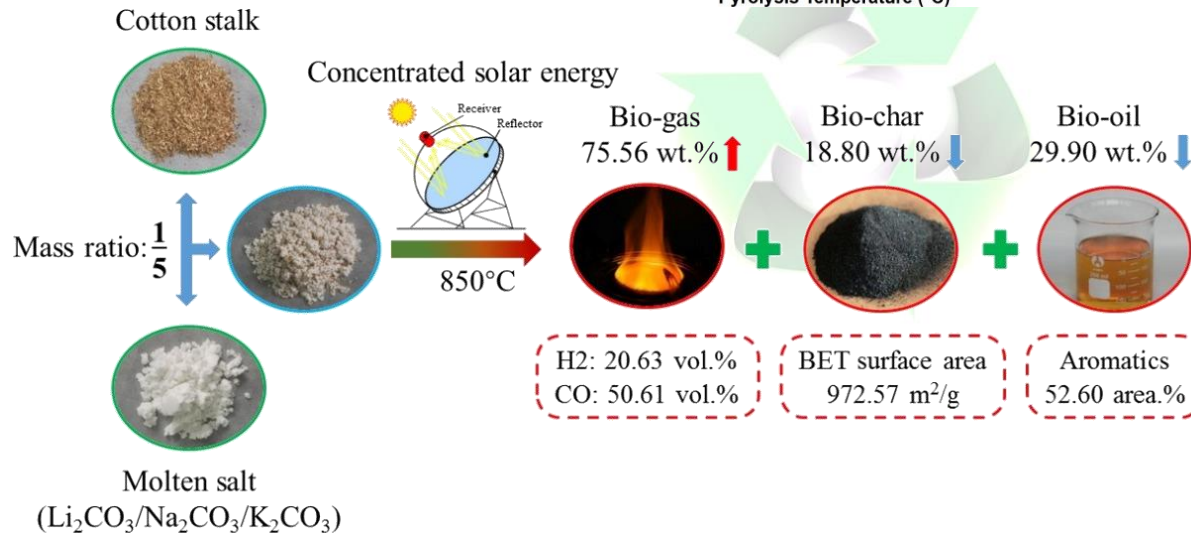 Pyrolysis Temperature (°C)
Cotton stalk
Concentrated solar energy
Receiver
Reflector
Bio-gas
75.56 wt.%
Bio-char
18.80 wt.%
Bio-oil
29.90 wt.%
Mass ratio: 1/5
850°C
H2: 20.63 vol.%
CO: 50.61 vol.%
BET surface area
972.57 m²/g
Aromatics
52.60 area.%
Molten salt
(Li₂CO₃/Na₂CO₃/K₂CO₃)